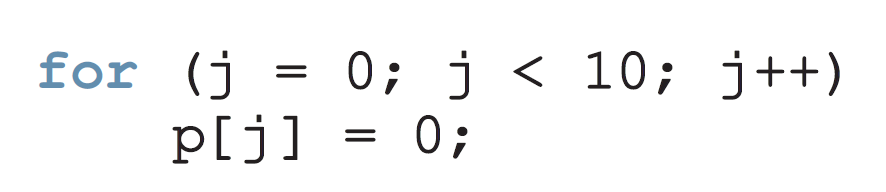 for (j = 0; j < 10; j++)
    p[j] = 0;